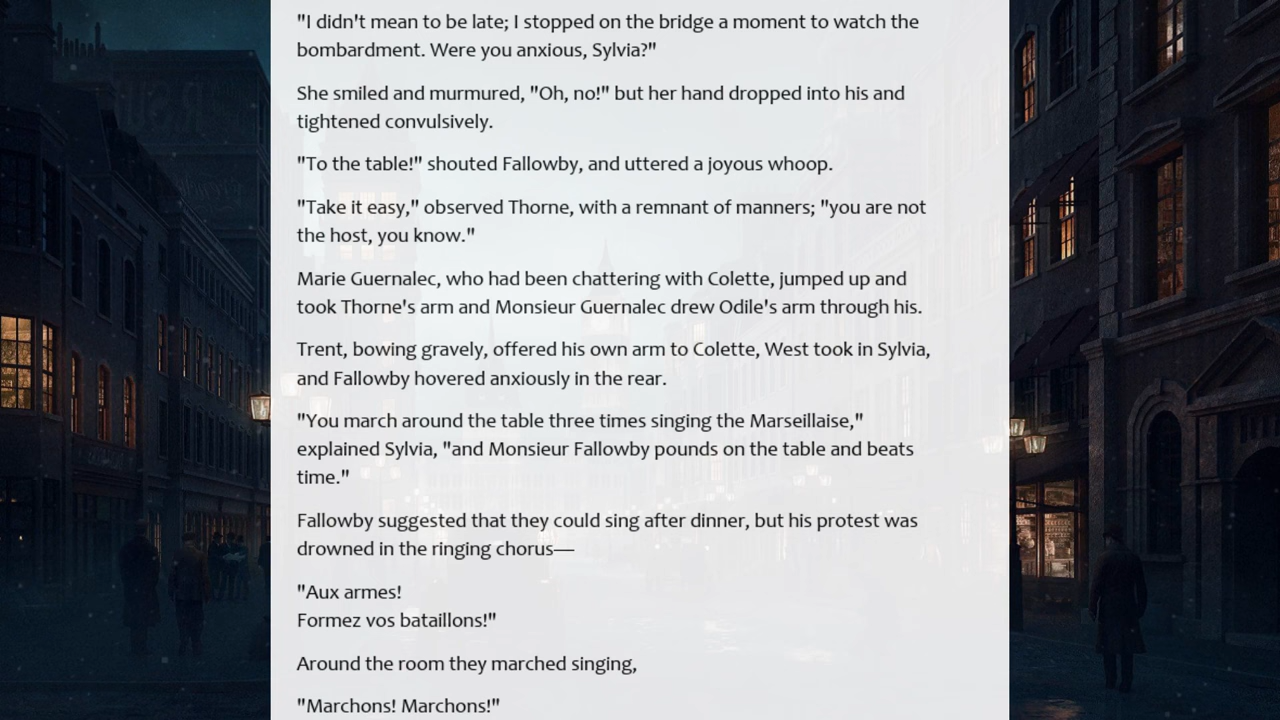 "I didn't mean to be late; I stopped on the bridge a moment to watch the
bombardment. Were you anxious, Sylvia?"
She smiled and murmured, "Oh, no!" but her hand dropped into his and
tightened convulsively.
"To the table!" shouted Fallowby, and uttered a joyous whoop.
"Take it easy," observed Thorne, with a remnant of manners; "you are not
the host, you know."
Marie Guernalec, who had been chattering with Colette, jumped up and
took Thorne's arm and Monsieur Guernalec drew Odile's arm through his.
Trent, bowing gravely, offered his own arm to Colette, West took in Sylvia,
and Fallowby hovered anxiously in the rear.
"You march around the table three times singing the Marseillaise,"
explained Sylvia, "and Monsieur Fallowby pounds on the table and beats
time."
Fallowby suggested that they could sing after dinner, but his protest was
drowned in the ringing chorus—
"Aux armes!
Formez vos bataillons!"
Around the room they marched singing,
"Marchons! Marchons!"